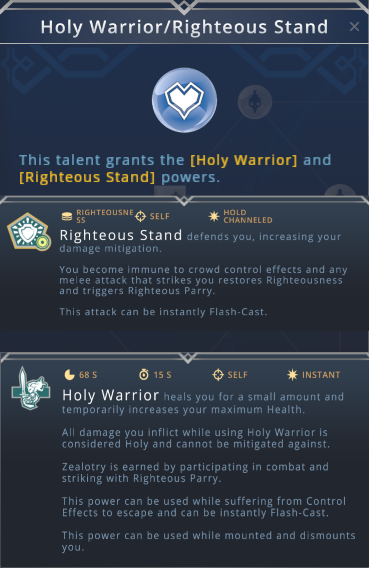 Holy Warrior/Righteous Stand
This talent grants the [Holy Warrior] and
[Righteous Stand] powers.
RIGHTEOUSNE
SS
SELF
HOLD
CHANNELED
Righteous Stand defends you, increasing your
damage mitigation.
You become immune to crowd control effects and any
melee attack that strikes you restores Righteousness
and triggers Righteous Parry.
This attack can be instantly Flash-Cast.
68 S
15 S
SELF
INSTANT
Holy Warrior heals you for a small amount and
temporarily increases your maximum Health.
All damage you inflict while using Holy Warrior is
considered Holy and cannot be mitigated against.
Zealotry is earned by participating in combat and
striking with Righteous Parry.
This power can be used while suffering from Control
Effects to escape and can be instantly Flash-Cast.
This power can be used while mounted and dismounts
you.